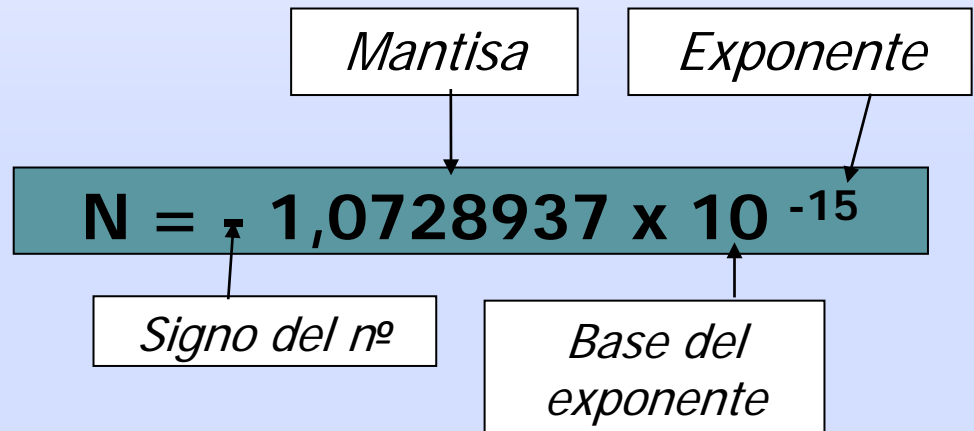 Mantisa
Exponente
N = - 1,0728937 x 10 -15
Signo del nº
Base del
exponente